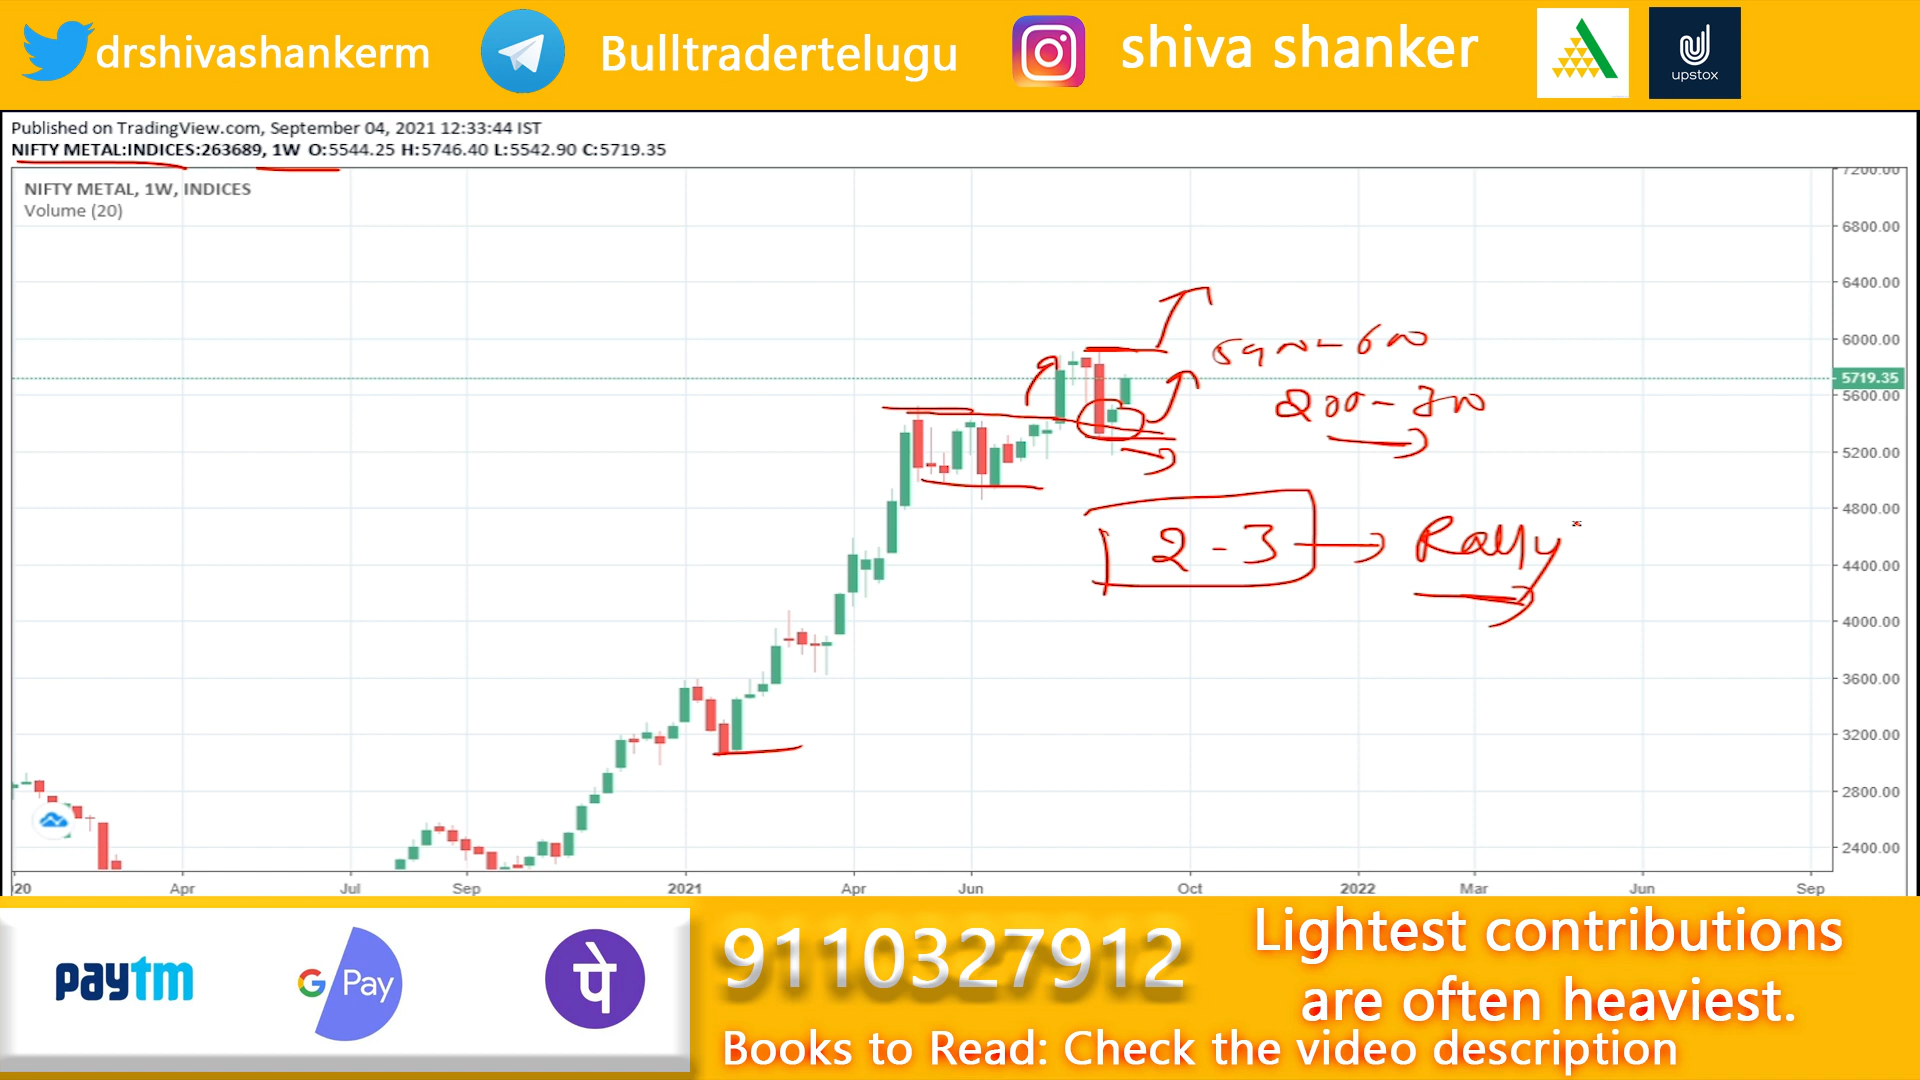 drshivashankerm
Bulltradertelugu
shiva shanker
upstox
Published on TradingView.com, September 04, 2021 12:33:44 IST
NIFTY METAL:INDICES:263689, 1W O:5544.25 H:5746.40 L:5542.90 C:5719.35
NIFTY METAL, 1W, INDICES
Volume (20)
7200.00
6800.00
6400.00
6000.00
5719.35
5600.00
5200.00
4800.00
4400.00
4000.00
3600.00
3200.00
2800.00
2400.00
2 - 3 → Rally
020 Apr Jul Sep 2021 Apr Jun Oct 2022 Mar Jun Sep
paytm
G Pay
पे
9110327912
Lightest contributions
are often heaviest.
Books to Read: Check the video description